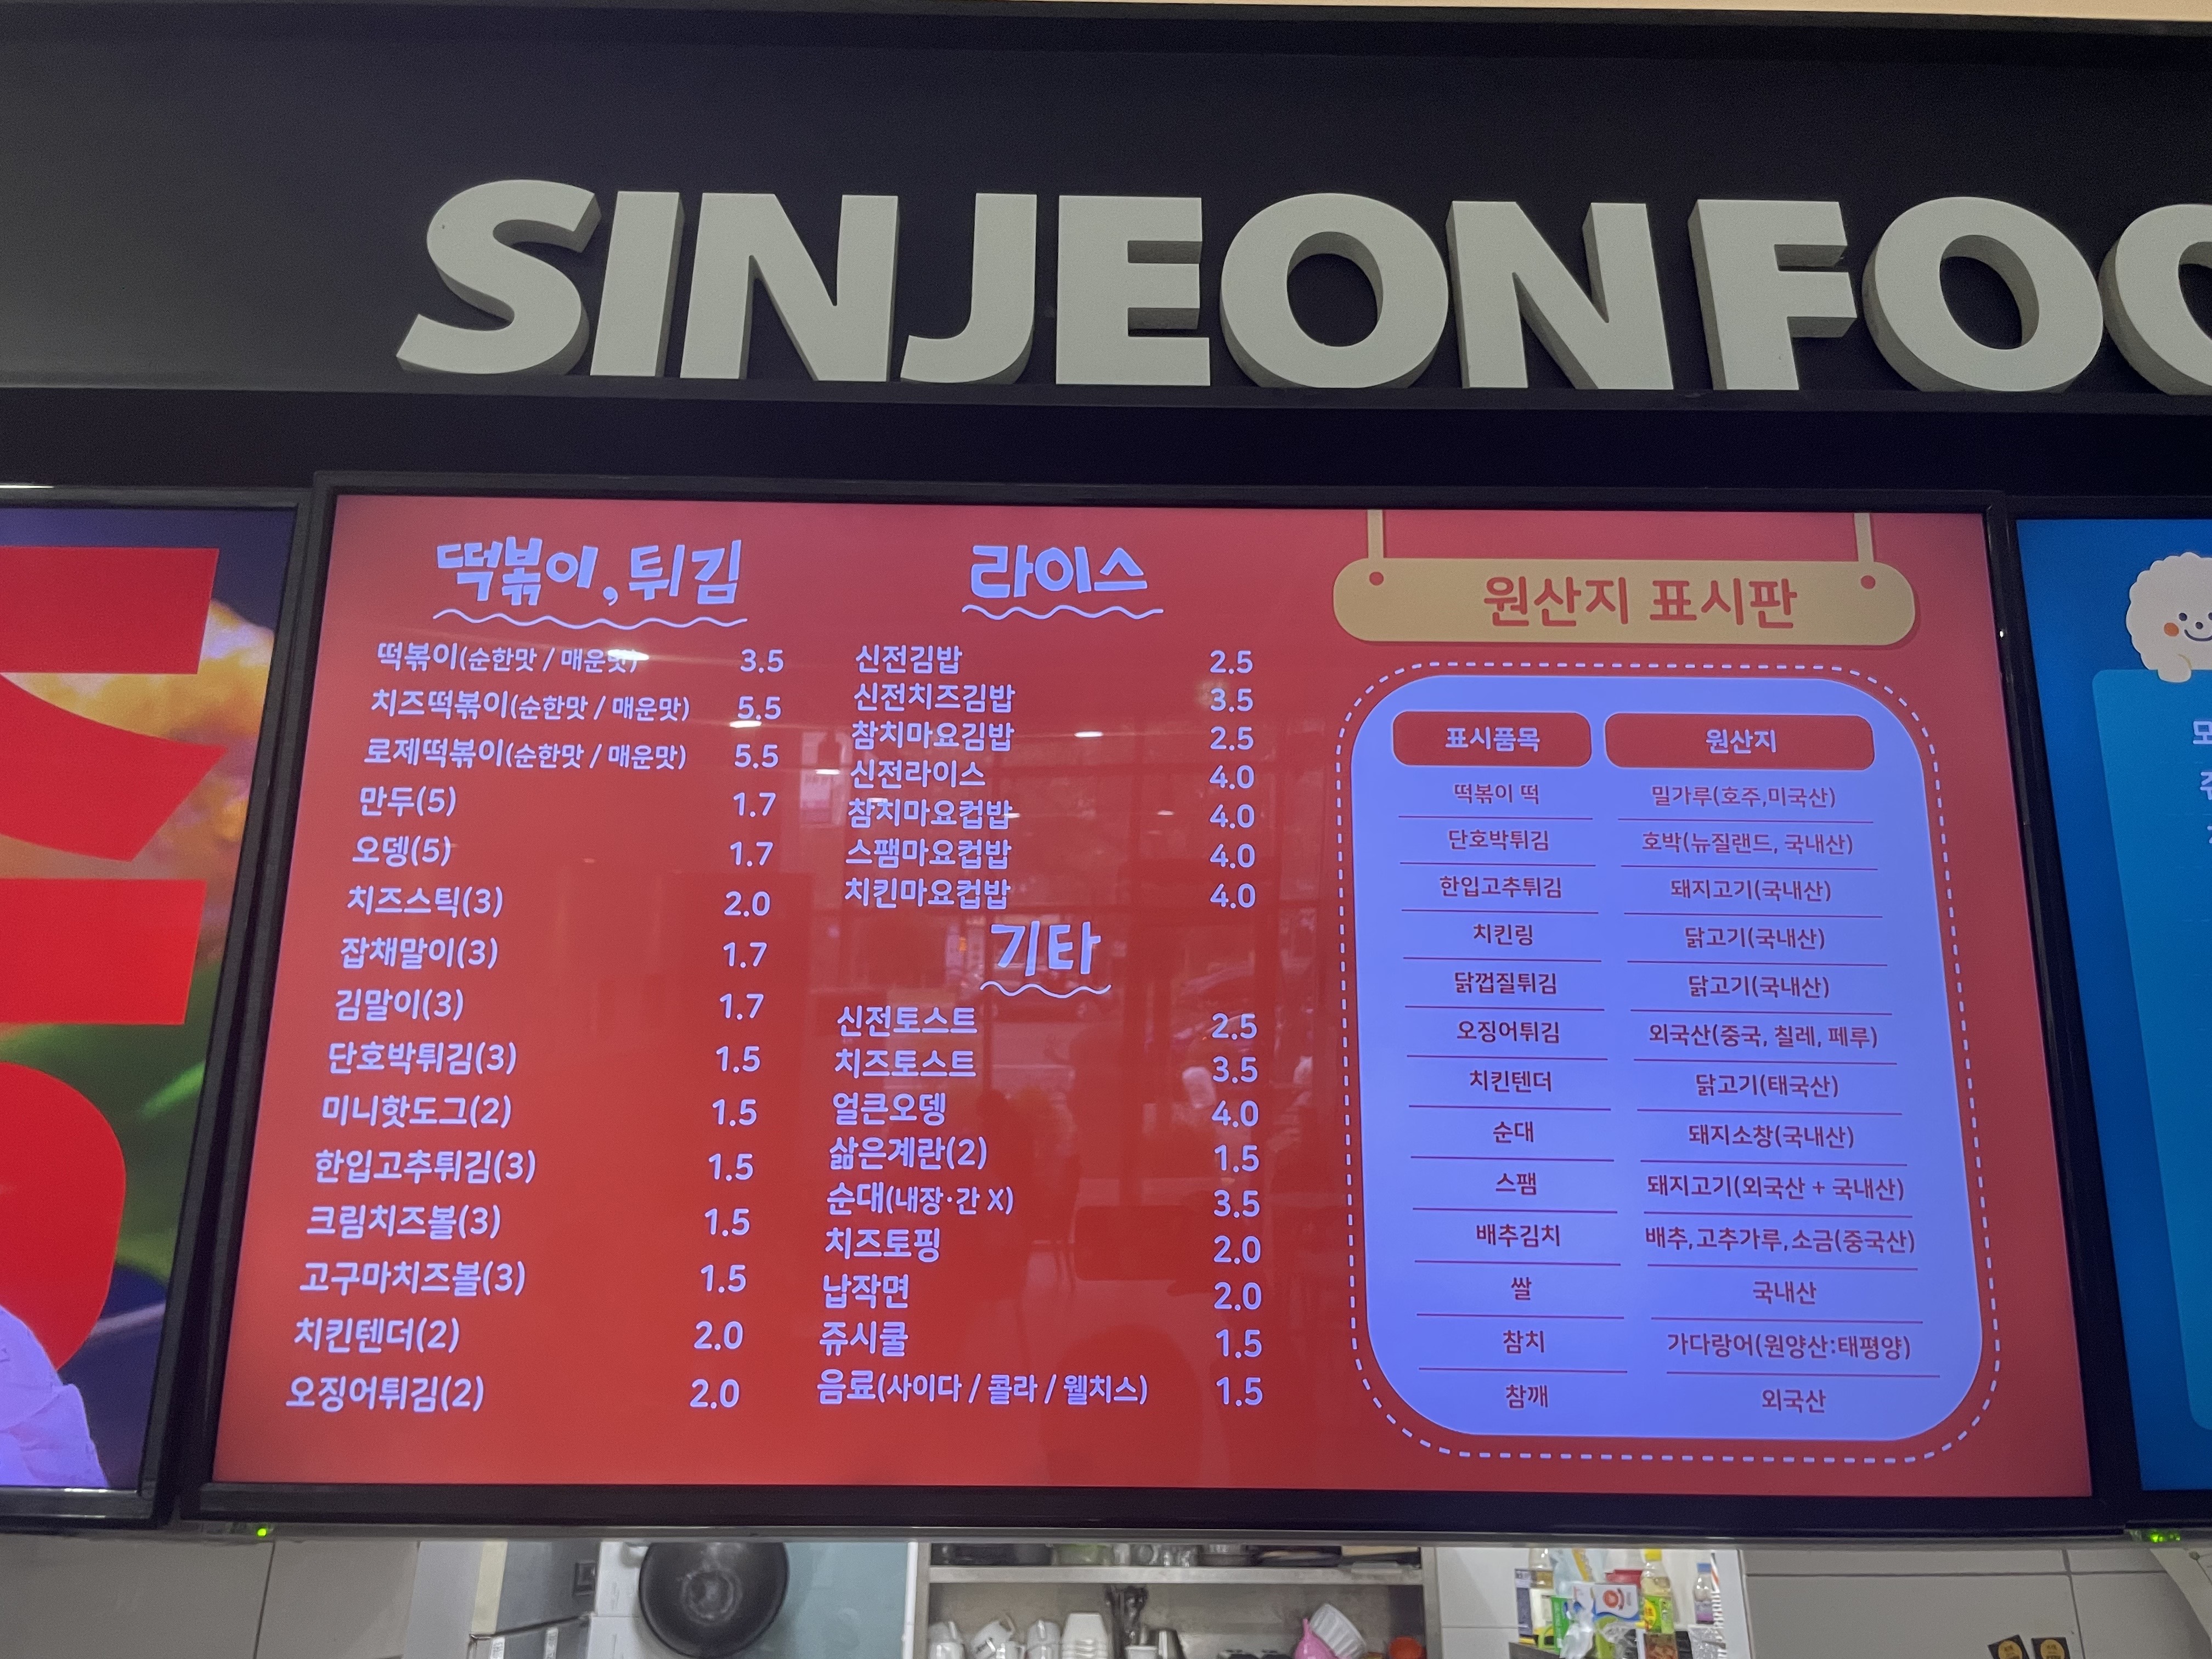 SINJEON FOO
떡볶이, 튀김
떡볶이(순한맛 / 매운맛) 3.5
치즈떡볶이(순한맛 / 매운맛) 5.5
로제떡볶이(순한맛 / 매운맛) 5.5
만두(5) 1.7
오뎅(5) 1.7
치즈스틱(3) 2.0
잡채말이(3) 1.7
김말이(3) 1.7
단호박튀김(3) 1.5
미니핫도그(2) 1.5
한입고추튀김(3) 1.5
크림치즈볼(3) 1.5
고구마치즈볼(3) 1.5
치킨텐더(2) 2.0
오징어튀김(2) 2.0
라이스
신전김밥 2.5
신전치즈김밥 3.5
참치마요김밥 2.5
신전라이스 4.0
참치마요컵밥 4.0
스팸마요컵밥 4.0
치킨마요컵밥 4.0
기타
신전토스트 2.5
치즈토스트 3.5
얼큰오뎅 4.0
삶은계란(2) 1.5
순대(내장·간 X) 3.5
치즈토핑 2.0
납작면 2.0
쥬시쿨 1.5
음료(사이다 / 콜라 / 웰치스) 1.5
원산지 표시판
표시품목 원산지
떡볶이 떡 밀가루(호주,미국산)
단호박튀김 호박(뉴질랜드, 국내산)
한입고추튀김 돼지고기(국내산)
치킨링 닭고기(국내산)
닭껍질튀김 닭고기(국내산)
오징어튀김 외국산(중국, 칠레, 페루)
치킨텐더 닭고기(태국산)
순대 돼지소창(국내산)
스팸 돼지고기(외국산 + 국내산)
배추김치 배추,고추가루,소금(중국산)
쌀 국내산
참치 가다랑어(원양산:태평양)
참깨 외국산